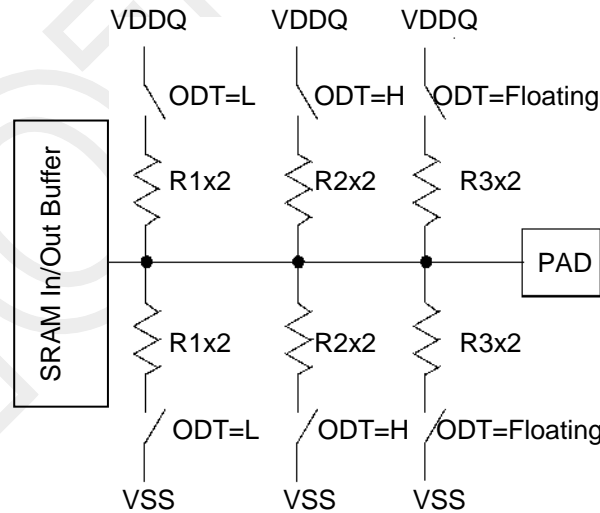 VDDQ VDDQ VDDQ
ODT=L ODT=H ODT=Floating
R1x2 R2x2 R3x2
SRAM In/Out Buffer
PAD
R1x2 R2x2 R3x2
ODT=L ODT=H ODT=Floating
VSS VSS VSS